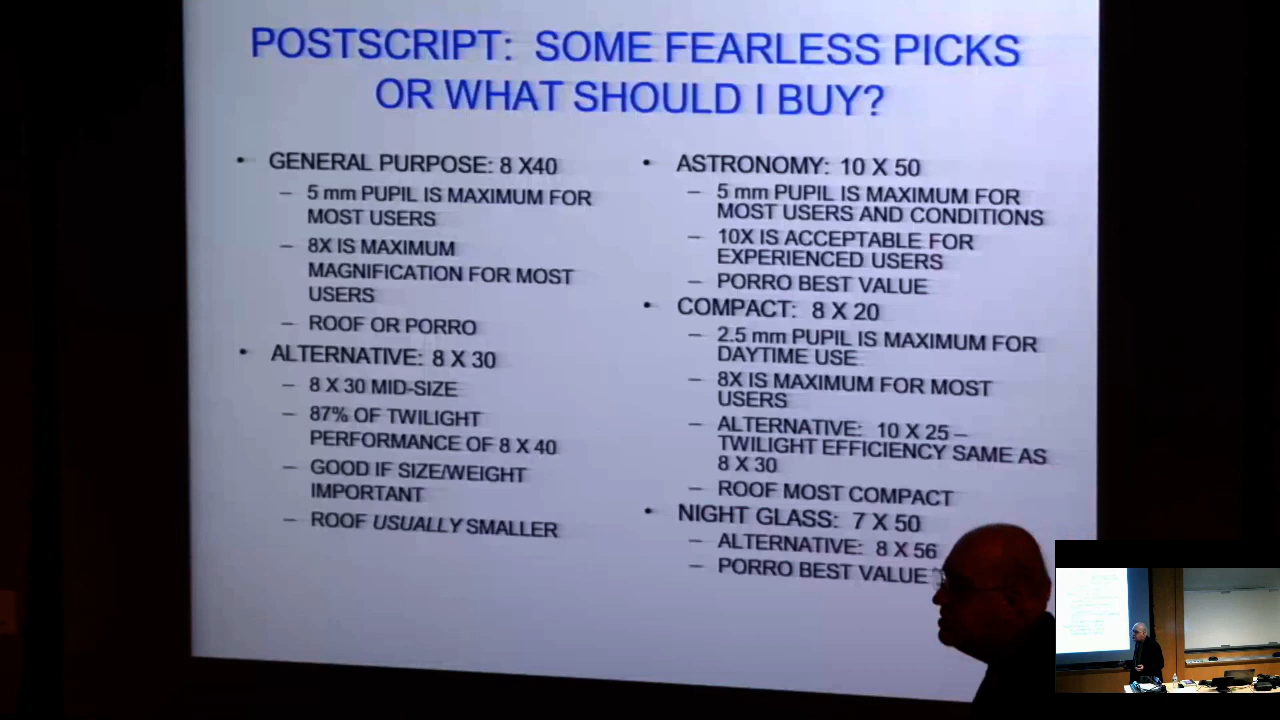 POSTSCRIPT: SOME FEARLESS PICKS
OR WHAT SHOULD I BUY?
• GENERAL PURPOSE: 8 X40
– 5 mm PUPIL IS MAXIMUM FOR
MOST USERS
– 8X IS MAXIMUM
MAGNIFICATION FOR MOST
USERS
– ROOF OR PORRO
• ALTERNATIVE: 8 X 30
– 8 X 30 MID-SIZE
– 87% OF TWILIGHT
PERFORMANCE OF 8 X 40
– GOOD IF SIZE/WEIGHT
IMPORTANT
– ROOF USUALLY SMALLER
• ASTRONOMY: 10 X 50
– 5 mm PUPIL IS MAXIMUM FOR
MOST USERS AND CONDITIONS
– 10X IS ACCEPTABLE FOR
EXPERIENCED USERS
– PORRO BEST VALUE
• COMPACT: 8 X 20
– 2.5 mm PUPIL IS MAXIMUM FOR
DAYTIME USE
– 8X IS MAXIMUM FOR MOST
USERS
– ALTERNATIVE: 10 X 25 –
TWILIGHT EFFICIENCY SAME AS
8 X 30
– ROOF MOST COMPACT
• NIGHT GLASS: 7 X 50
– ALTERNATIVE: 8 X 56
– PORRO BEST VALUE